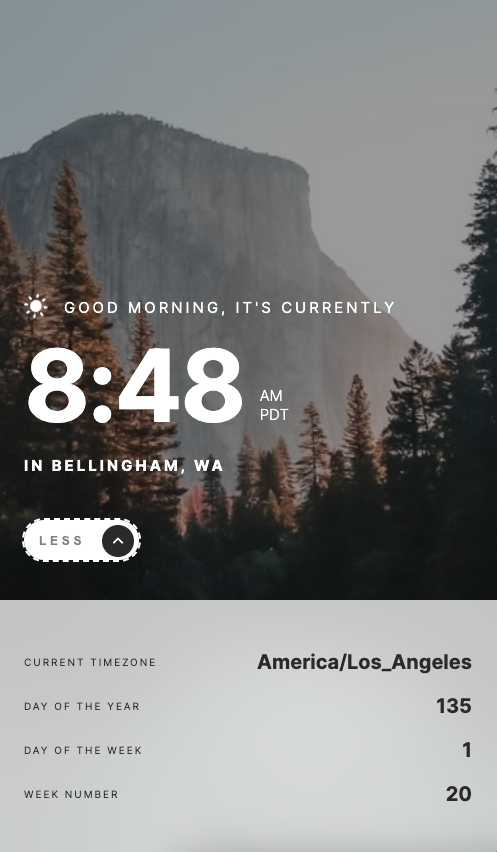 GOOD MORNING, IT'S CURRENTLY
8:48 AM
PDT
IN BELLINGHAM, WA
LESS
CURRENT TIMEZONE America/Los_Angeles
DAY OF THE YEAR 135
DAY OF THE WEEK 1
WEEK NUMBER 20